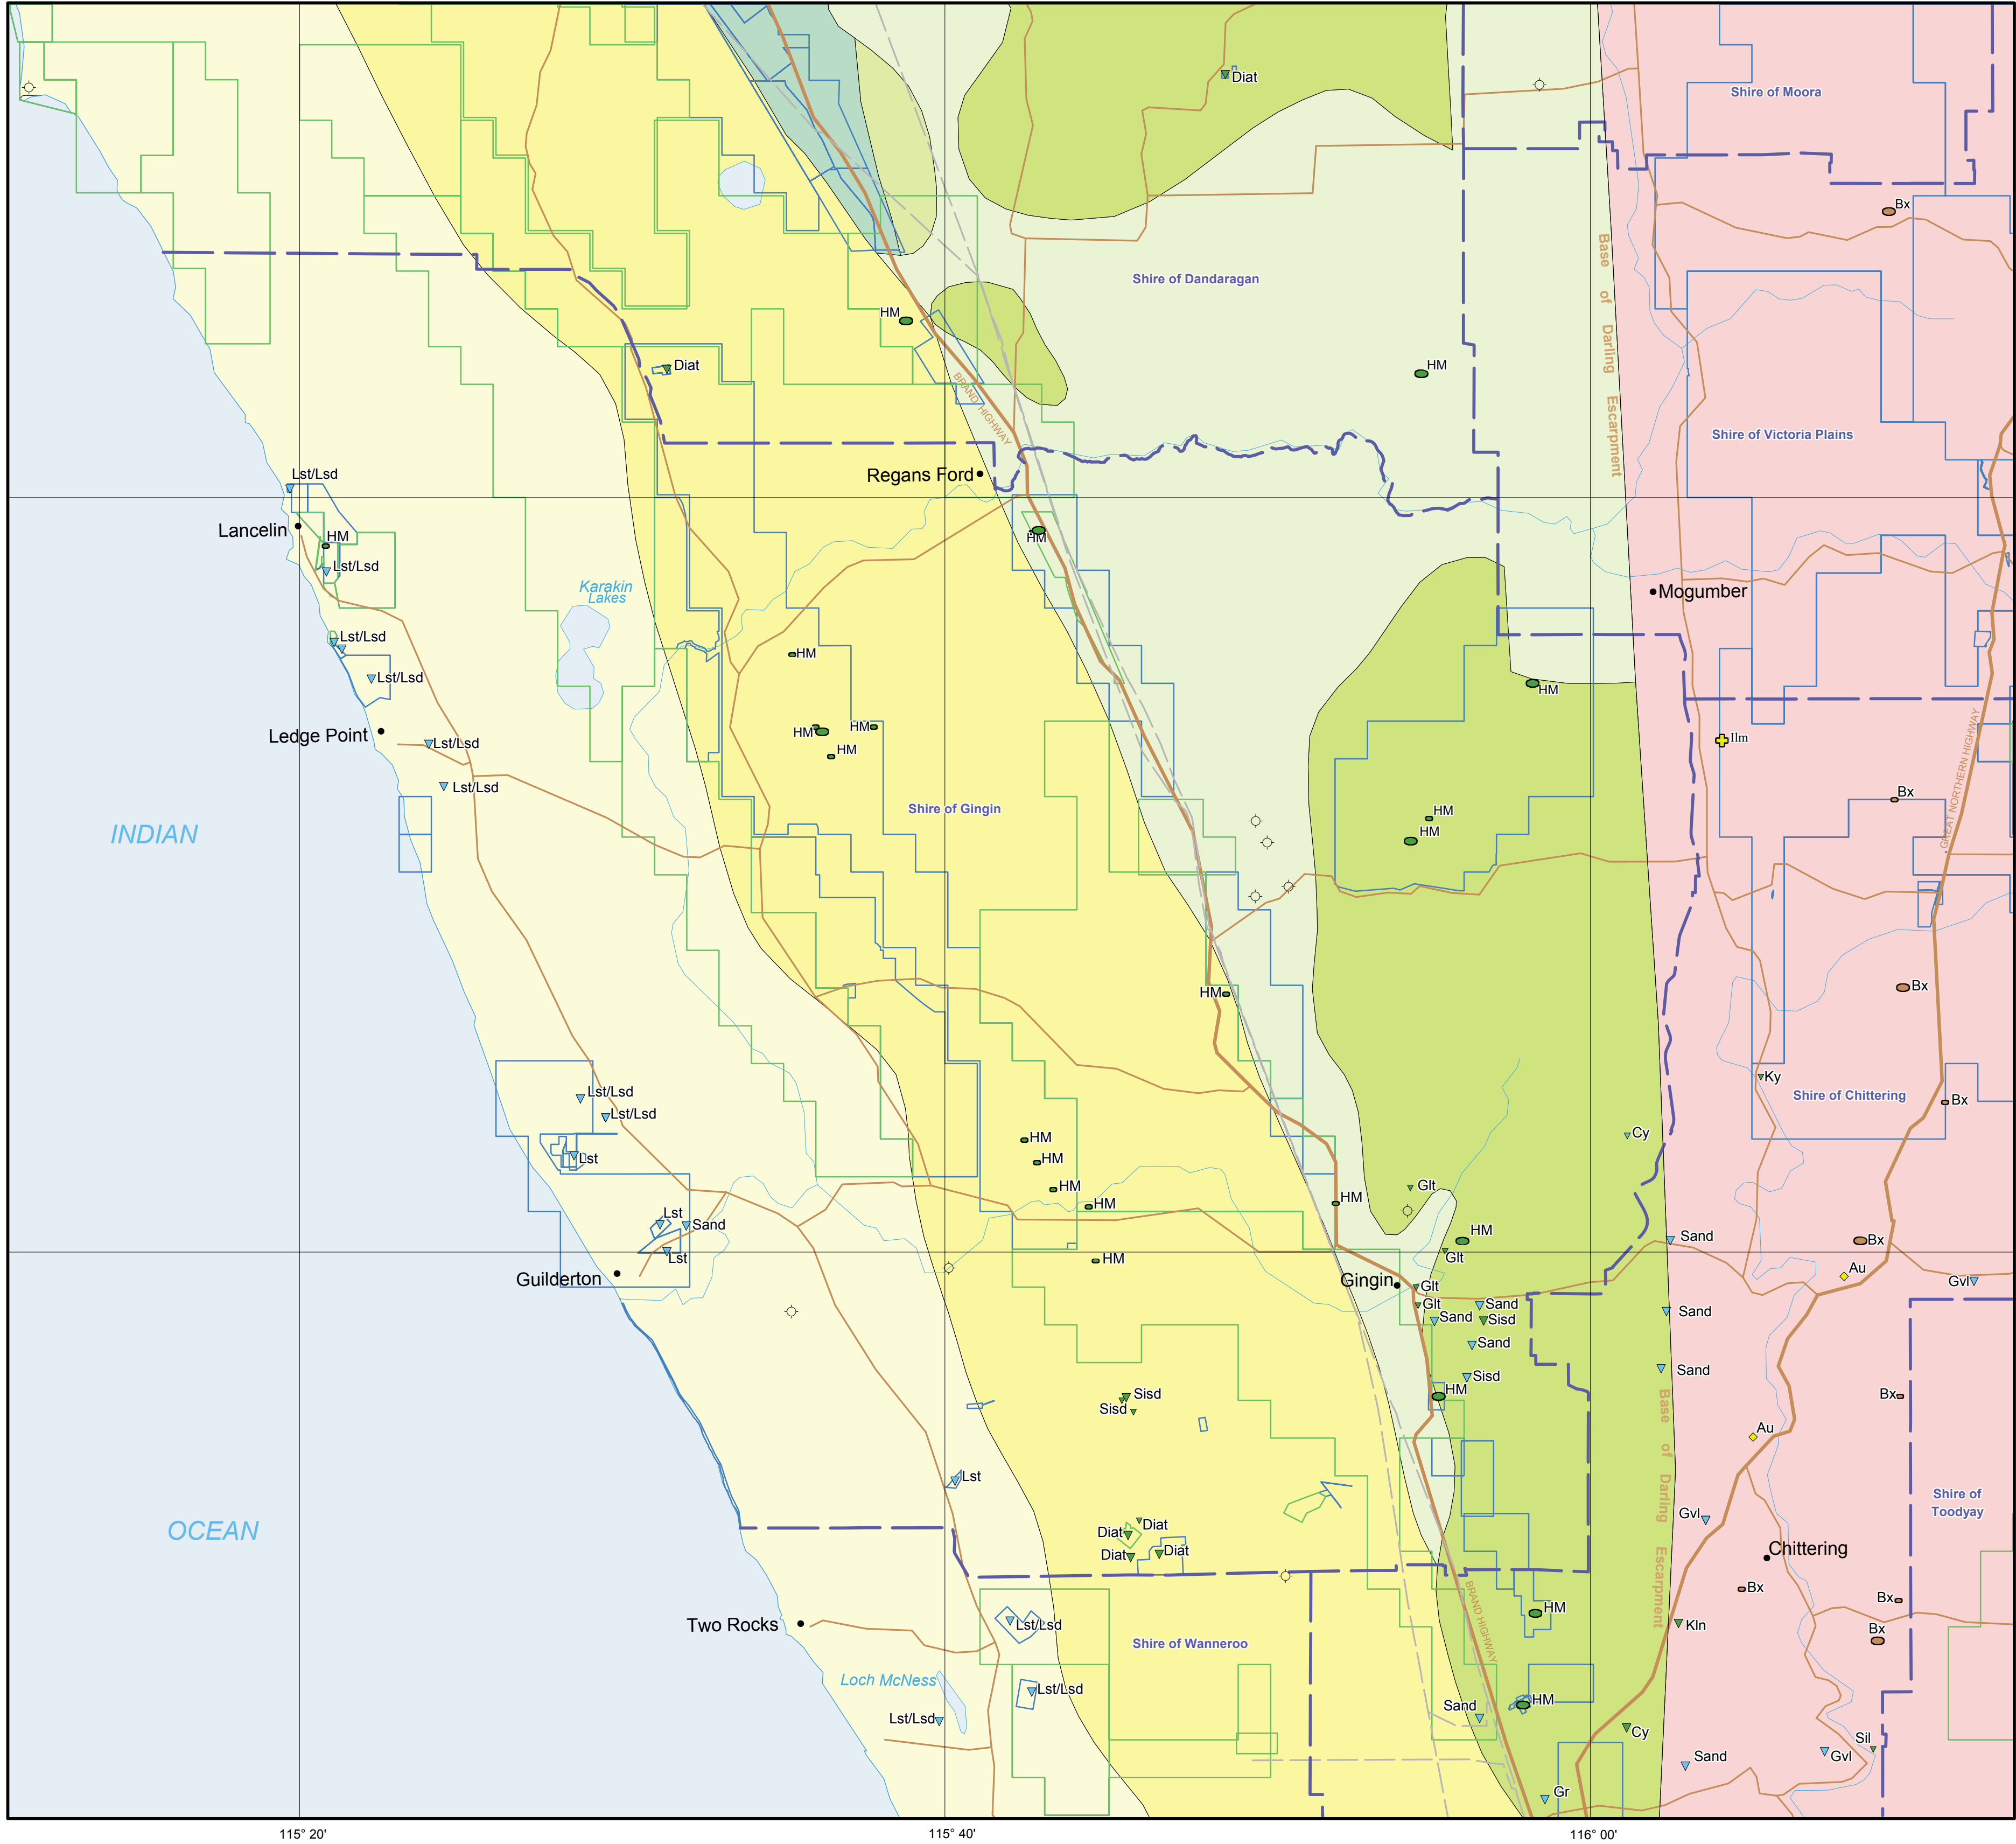 Diat
Shire of Moora
Bx
Base of Darling Escarpment
Shire of Dandaragan
HM
Diat
HM
BRAND HIGHWAY
Shire of Victoria Plains
Lst/Lsd
Regans Ford
Lancelin
HM
HM
Lst/Lsd
Karakin
Lakes
Mogumber
Lst/Lsd
HM
Lst/Lsd
HM
Ledge Point
Lst/Lsd
HM
HM
HM
Ilm
Lst/Lsd
GREAT NORTHERN HIGHWAY
Bx
Shire of Gingin
HM
HM
INDIAN
Bx
HM
Ky
Lst/Lsd
Shire of Chittering
Bx
Lst/Lsd
HM
Cy
Lst
HM
HM
Glt
HM
HM
Lst
Sand
HM
Sand
Bx
Lst
HM
Glt
Au
Guilderton
Gingin
Glt
Gvl
Glt
Sand
Sand
Sand
Sisd
Sand
Sisd
Sand
Sisd
Sisd
HM
Bx
Base of Darling Escarpment
Au
Lst
Shire of
Toodyay
Gvl
OCEAN
Diat
Diat
Diat
Diat
Chittering
BRAND HIGHWAY
Bx
Bx
HM
Two Rocks
Lst/Lsd
Kln
Bx
Shire of Wanneroo
Loch McNess
Lst/Lsd
HM
Lst/Lsd
Sand
Cy
Sil
Sand
Gvl
Gr
115° 20'
115° 40'
116° 00'